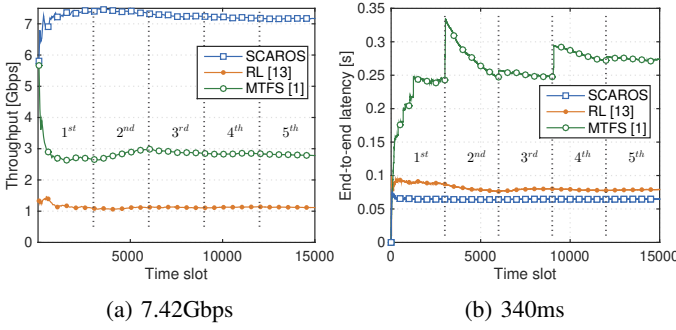 7
6
5
4
3
2
1
0
Throughput [Gbps]
SCAROS
RL [13]
MTFS [1]
1st
2nd
3rd
4th
5th
5000
10000
15000
Time slot
(a) 7.42Gbps
0.35
0.3
0.25
0.2
0.15
0.1
0.05
0
End-to-end latency [s]
SCAROS
RL [13]
MTFS [1]
1st
2nd
3rd
4th
5th
0
5000
10000
15000
Time slot
(b) 340ms